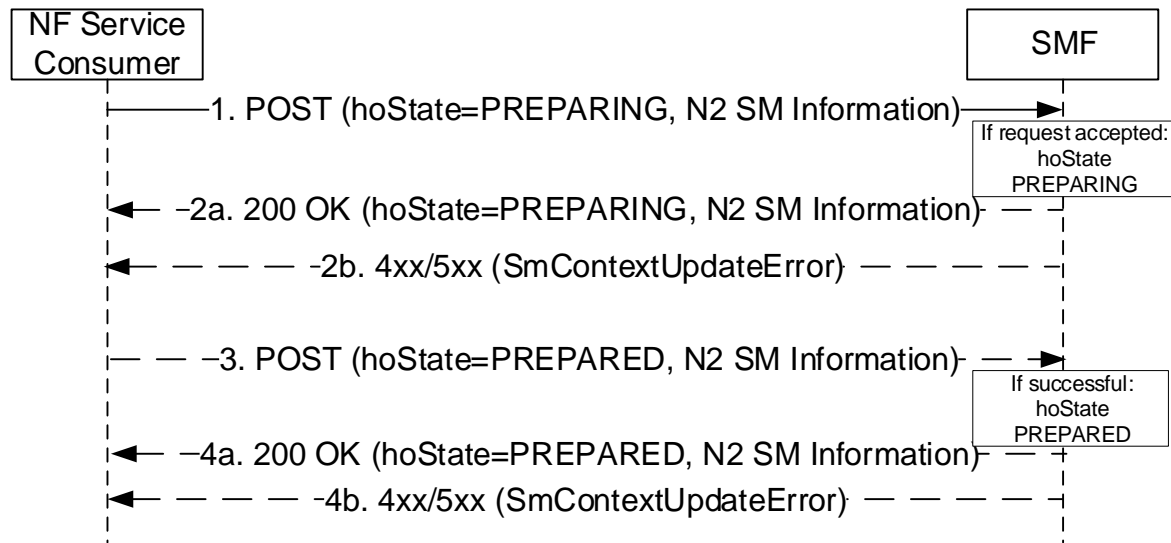 NF Service
Consumer
SMF
1. POST (hoState=PREPARING, N2 SM Information)
If request accepted:
hoState
PREPARING
2a. 200 OK (hoState=PREPARING, N2 SM Information)
2b. 4xx/5xx (SmContextUpdateError)
3. POST (hoState=PREPARED, N2 SM Information)
If successful:
hoState
PREPARED
4a. 200 OK (hoState=PREPARED, N2 SM Information)
4b. 4xx/5xx (SmContextUpdateError)